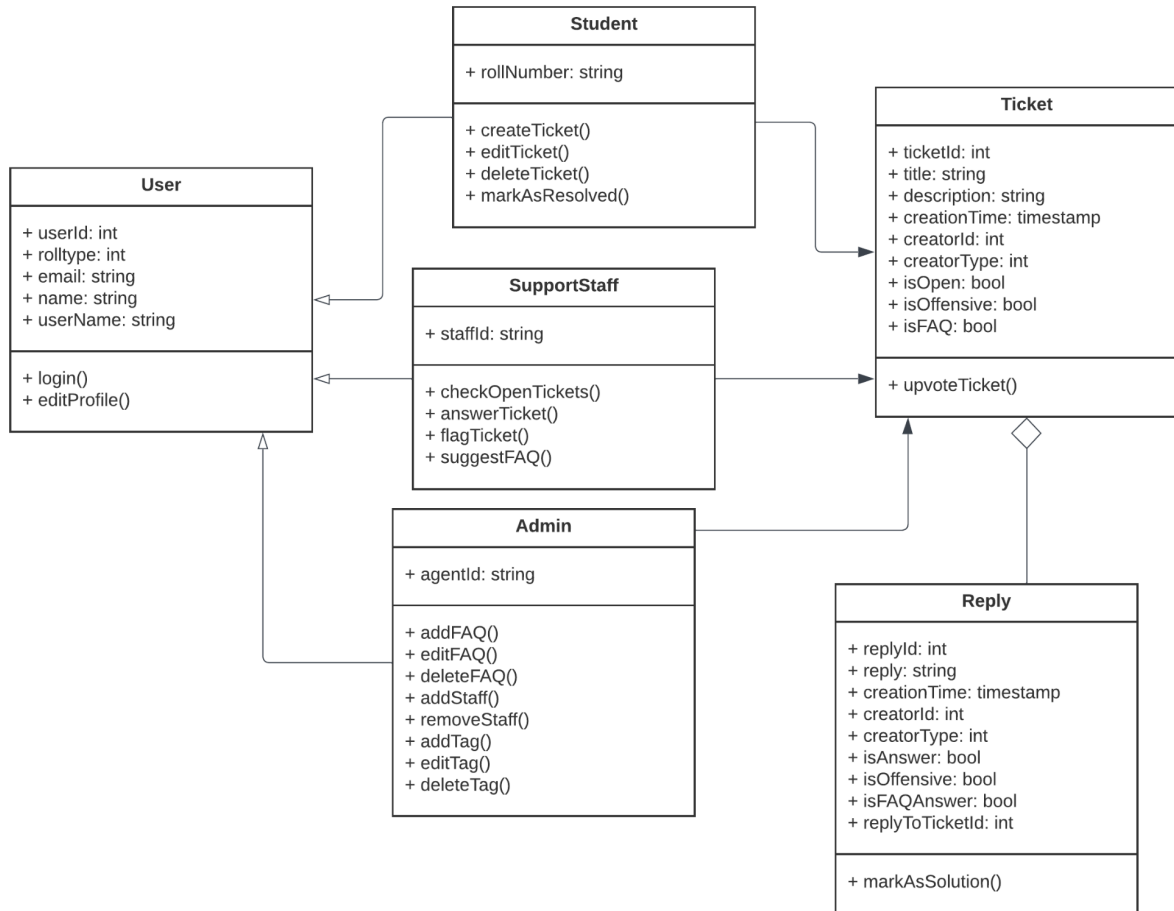 Student
+ rollNumber: string
+ createTicket()
+ editTicket()
+ deleteTicket()
+ markAsResolved()
Ticket
+ ticketId: int
+ title: string
+ description: string
+ creationTime: timestamp
+ creatorId: int
+ creatorType: int
+ isOpen: bool
+ isOffensive: bool
+ isFAQ: bool
+ upvoteTicket()
User
+ userId: int
+ rolltype: int
+ email: string
+ name: string
+ userName: string
+ login()
+ editProfile()
SupportStaff
+ staffId: string
+ checkOpenTickets()
+ answerTicket()
+ flagTicket()
+ suggestFAQ()
Admin
+ agentId: string
+ addFAQ()
+ editFAQ()
+ deleteFAQ()
+ addStaff()
+ removeStaff()
+ addTag()
+ editTag()
+ deleteTag()
Reply
+ replyId: int
+ reply: string
+ creationTime: timestamp
+ creatorId: int
+ creatorType: int
+ isAnswer: bool
+ isOffensive: bool
+ isFAQAnswer: bool
+ replyToTicketId: int
+ markAsSolution()